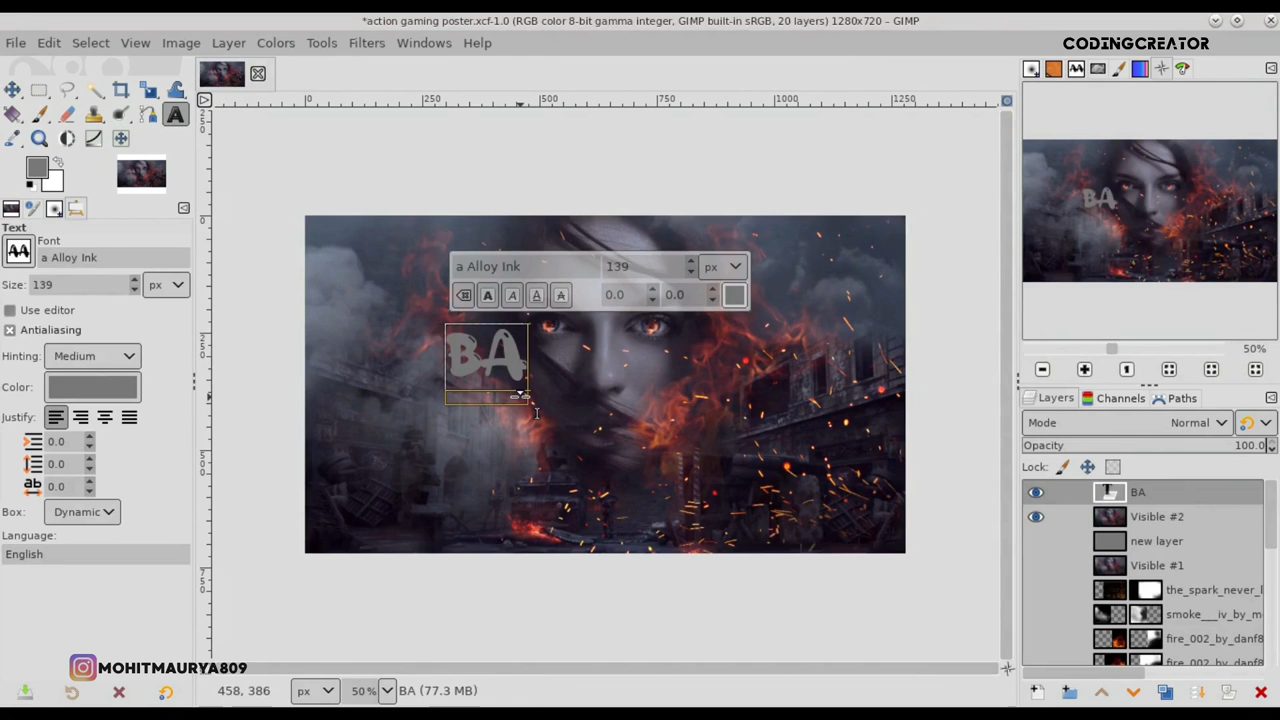 *action gaming poster.xcf-1.0 (RGB color 8-bit gamma integer, GIMP built-in sRGB, 20 layers) 1280x720 – GIMP
File Edit Select View Image Layer Colors Tools Filters Windows Help
CODINGCREATOR
0 250 500 750 1000 1250
Text
Font
a Alloy Ink
Size: 139 px
Use editor
Antialiasing
Hinting: Medium
Color:
Justify:
0.0
0.0
0.0
Box: Dynamic
Language:
English
a Alloy Ink 139 px
0.0 0.0
BA
BA
50%
Layers Channels Paths
Mode Normal
Opacity 100.0
Lock:
BA
Visible #2
new layer
Visible #1
the_spark_never_l
smoke___iv_by_m
fire_002_by_danf8
fire_002_by_danf8
MOHITMAURYA809
458, 386 px 50% BA (77.3 MB)